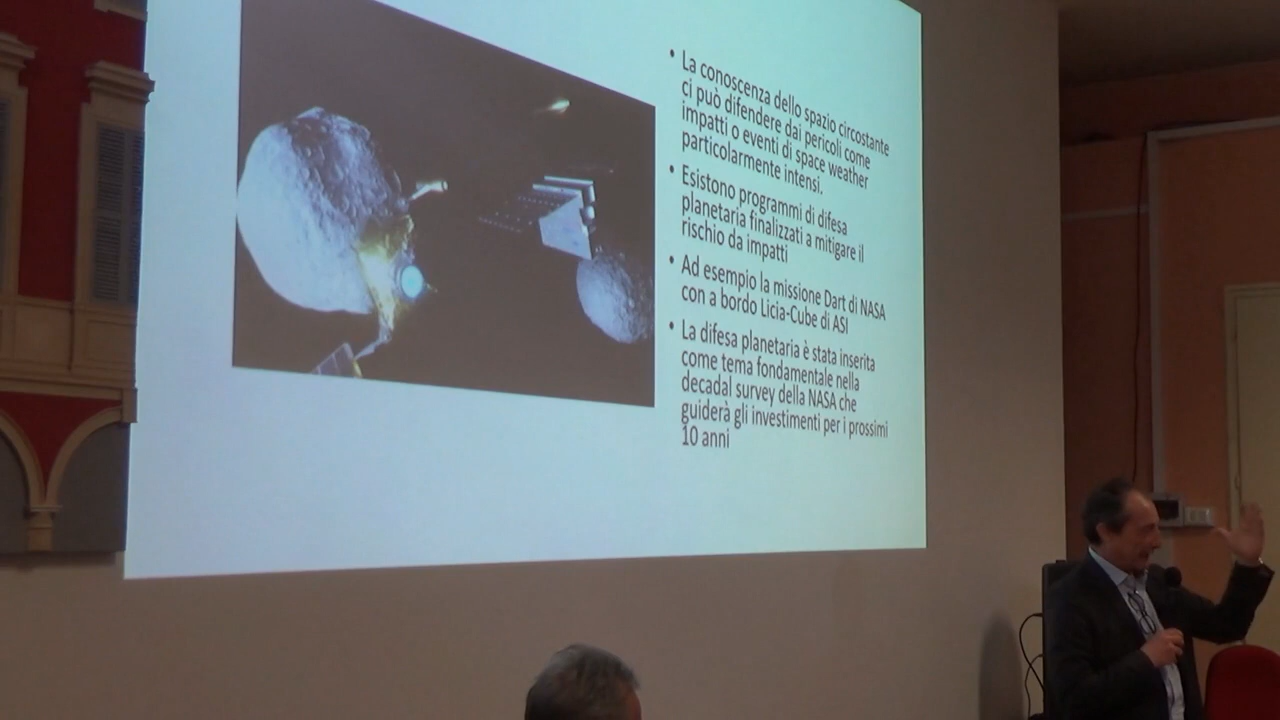 • La conoscenza dello spazio circostante
ci può difendere dai pericoli come
impatti o eventi di space weather
particolarmente intensi.
• Esistono programmi di difesa
planetaria finalizzati a mitigare il
rischio da impatti
• Ad esempio la missione Dart di NASA
con a bordo Licia-Cube di ASI
• La difesa planetaria è stata inserita
come tema fondamentale nella
decadal survey della NASA che
guiderà gli investimenti per i prossimi
10 anni